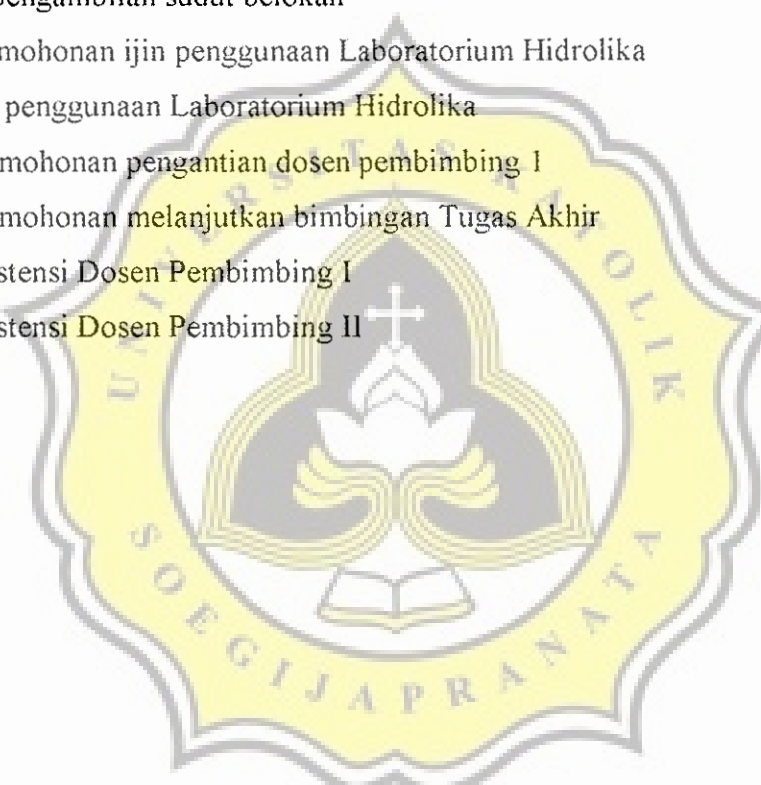 pengambilan sudut belokan
mohonan ijin penggunaan Laboratorium Hidrolika
penggunaan Laboratorium Hidrolika
mohonan pengantian dosen pembimbing I
mohonan melanjutkan bimbingan Tugas Akhir
stensi Dosen Pembimbing I
stensi Dosen Pembimbing II
UNIVERSITAS KATOLIK
SOEGIJAPRANATA